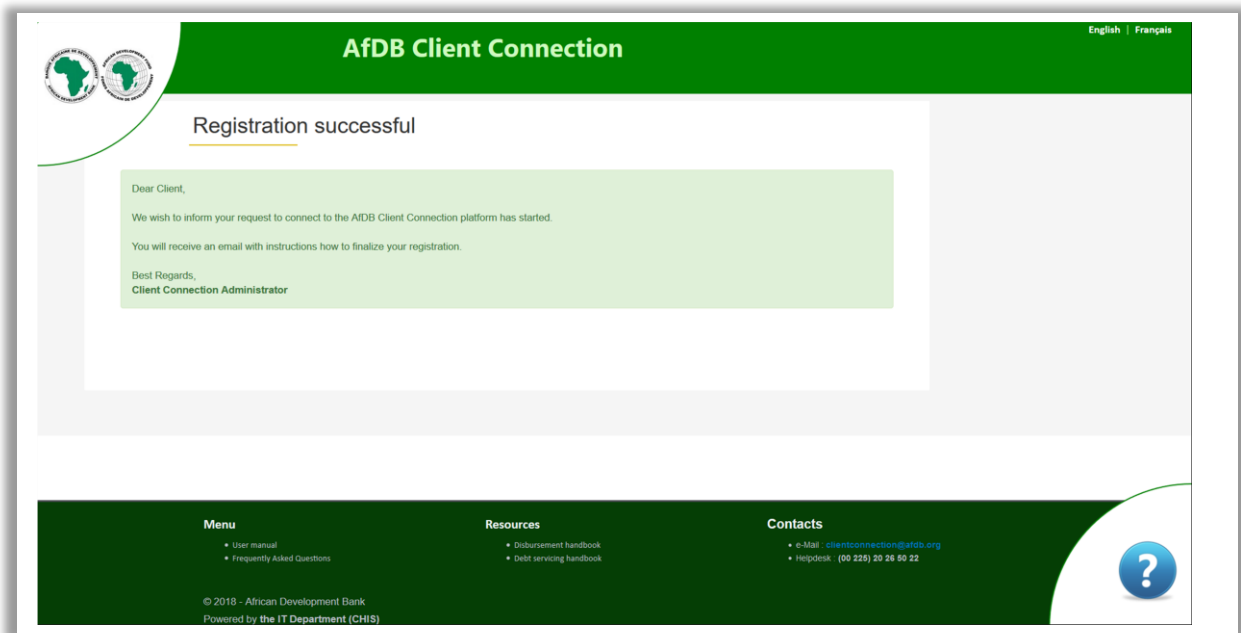 English | Français
AfDB Client Connection
Registration successful
Dear Client,
We wish to inform your request to connect to the AfDB Client Connection platform has started.
You will receive an email with instructions how to finalize your registration.
Best Regards,
Client Connection Administrator
Menu
• User manual
• Frequently Asked Questions
Resources
• Disbursement handbook
• Debt servicing handbook
Contacts
• e-Mail : clientconnection@afdb.org
• Helpdesk : (00 225) 20 26 50 22
© 2018 - African Development Bank
Powered by the IT Department (CHIS)
?